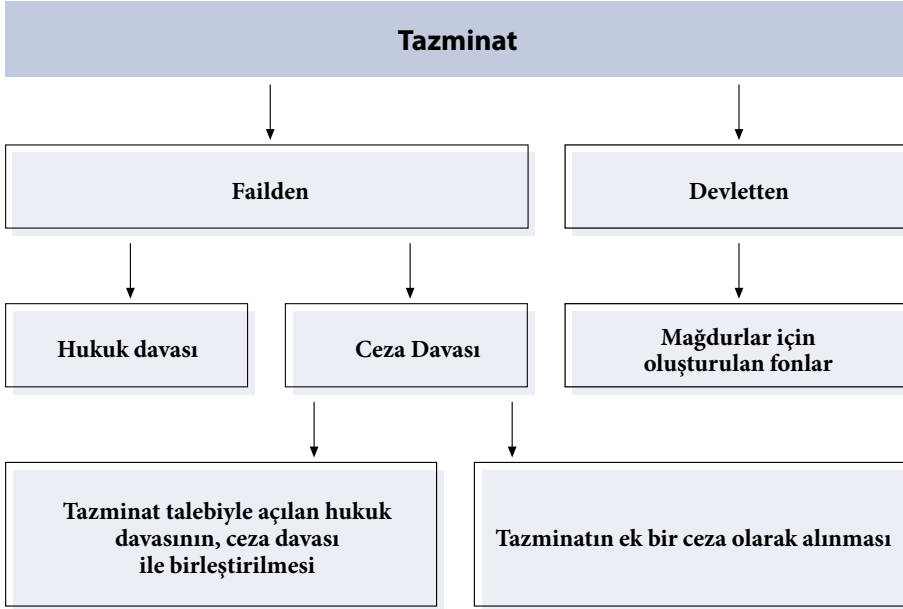 Tazminat
Failden
Devletten
Hukuk davası
Ceza Davası
Mağdurlar için
oluşturulan fonlar
Tazminat talebiyle açılan hukuk
davasının, ceza davası
ile birleştirilmesi
Tazminatın ek bir ceza olarak alınması